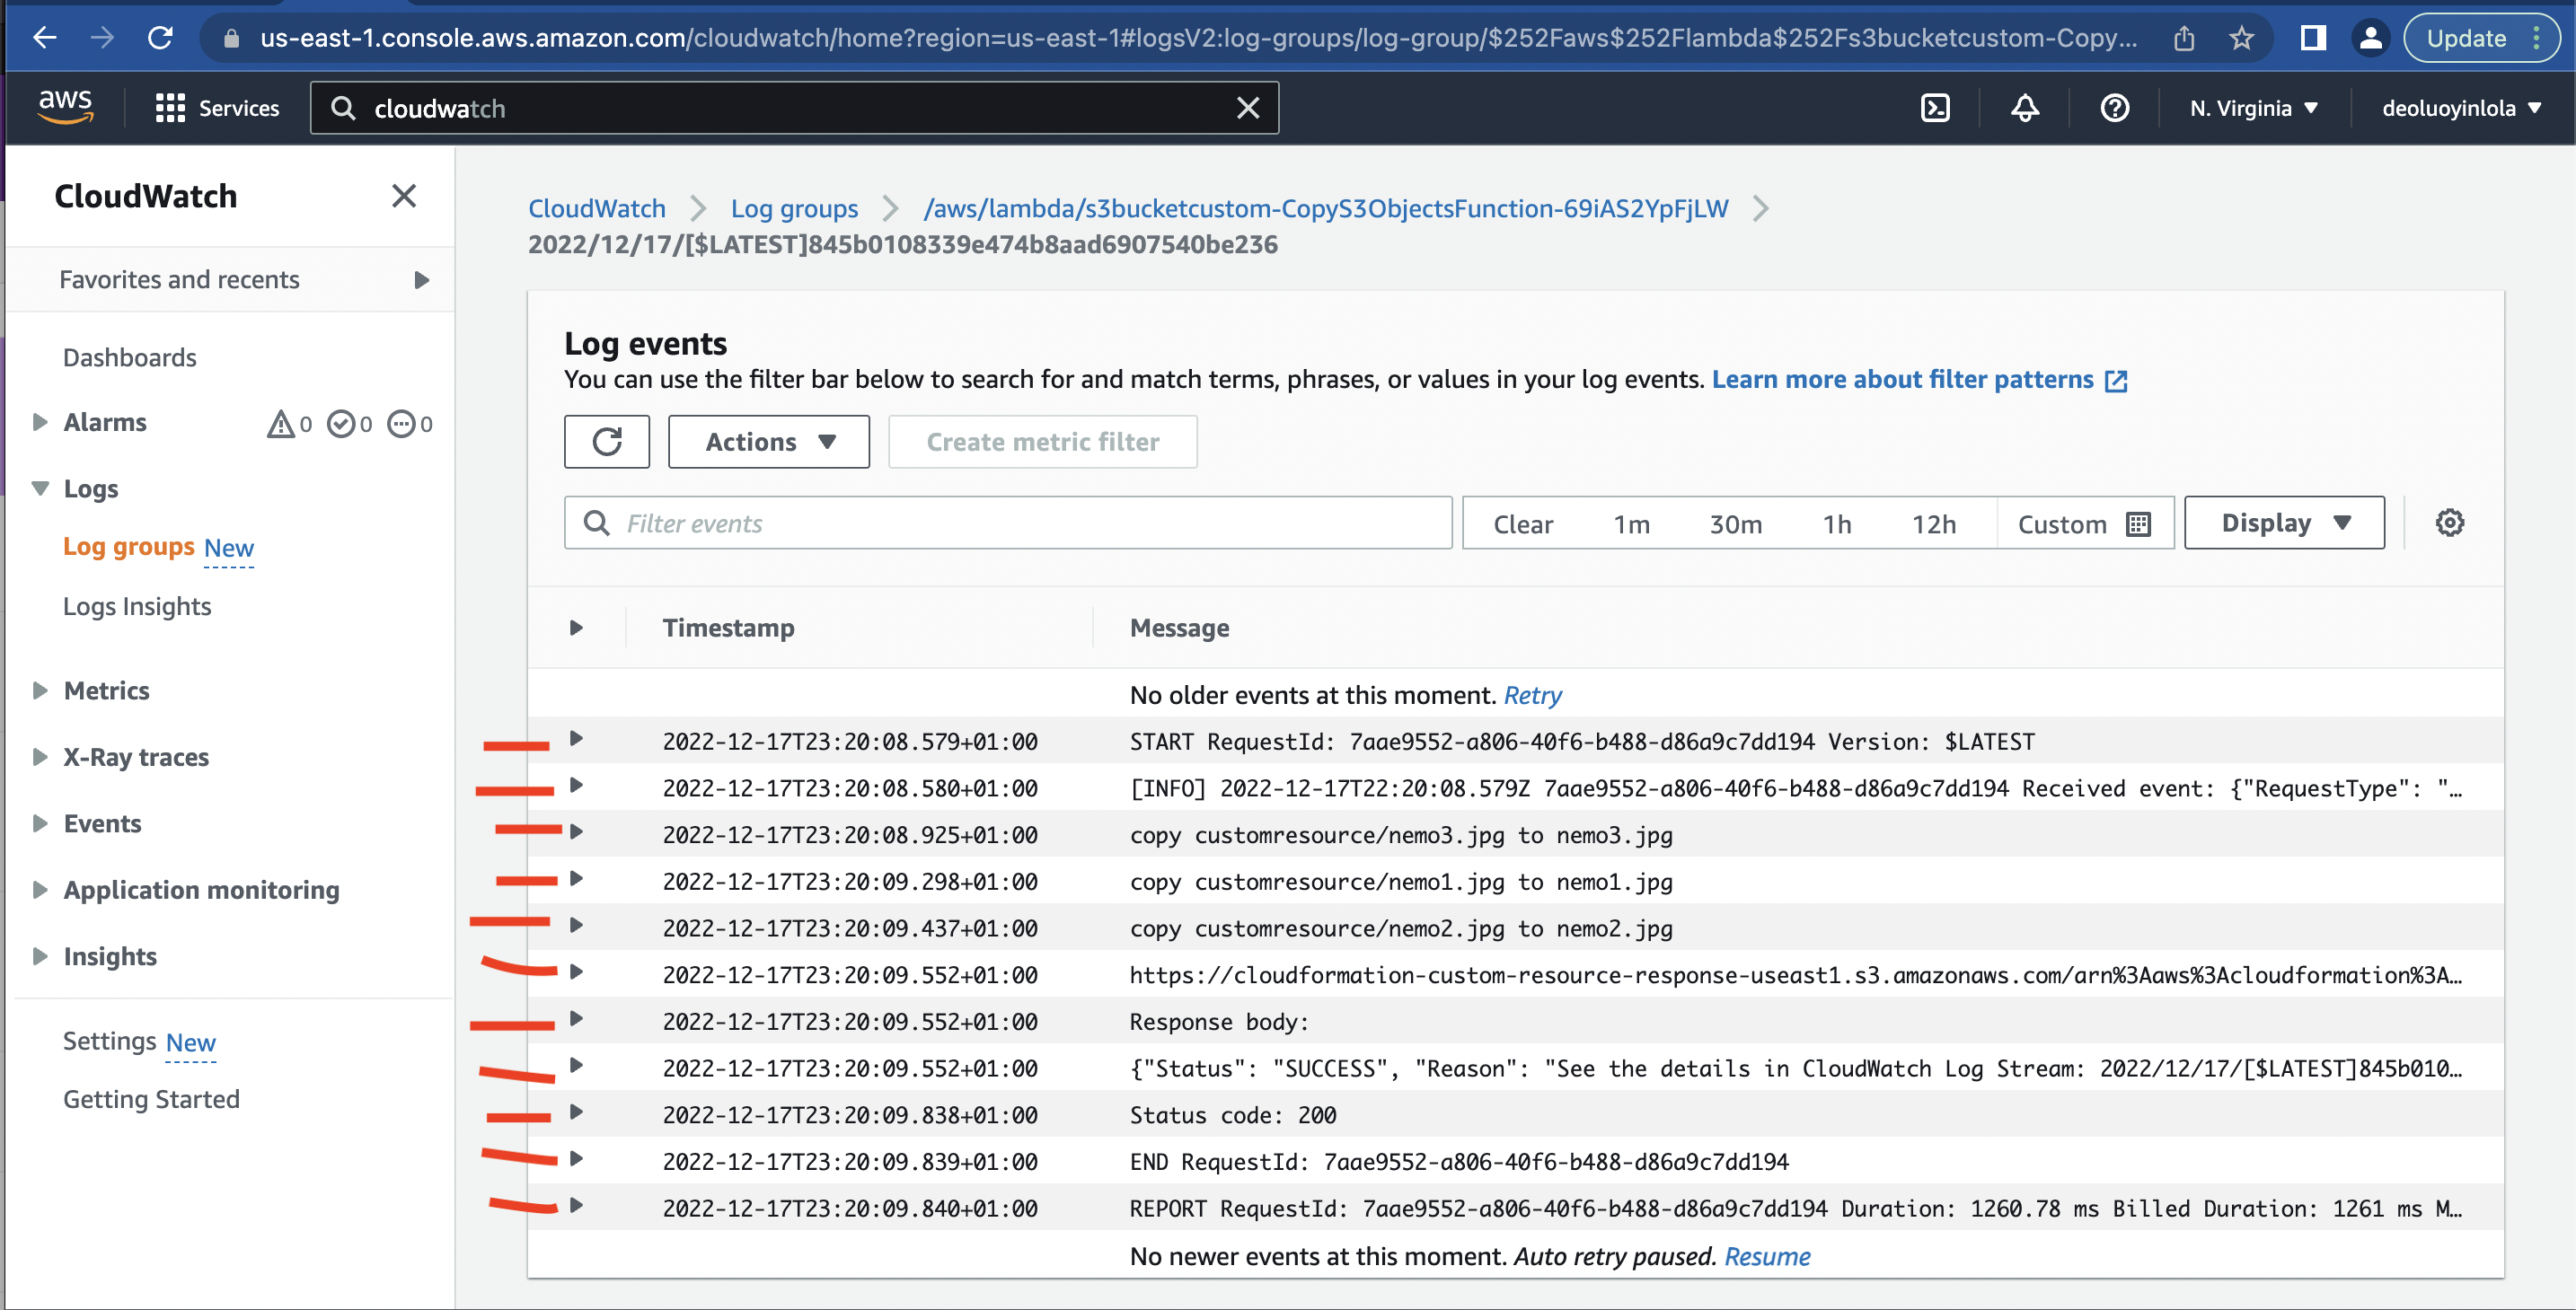 us-east-1.console.aws.amazon.com/cloudwatch/home?region=us-east-1#logsV2:log-groups/log-group/$252Faws$252Flambda$252Fs3bucketcustom-Copy...
Update
aws
Services
cloudwatch
N. Virginia
deoluoyinlola
CloudWatch
Favorites and recents
Dashboards
Alarms 0 0 0
Logs
Log groups New
Logs Insights
Metrics
X-Ray traces
Events
Application monitoring
Insights
Settings New
Getting Started
CloudWatch Log groups /aws/lambda/s3bucketcustom-CopyS3ObjectsFunction-69iAS2YpFjLW
2022/12/17/[$LATEST]845b0108339e474b8aad6907540be236
Log events
You can use the filter bar below to search for and match terms, phrases, or values in your log events. Learn more about filter patterns
Actions Create metric filter
Filter events Clear 1m 30m 1h 12h Custom Display
Timestamp Message
No older events at this moment. Retry
2022-12-17T23:20:08.579+01:00 START RequestId: 7aae9552-a806-40f6-b488-d86a9c7dd194 Version: $LATEST
2022-12-17T23:20:08.580+01:00 [INFO] 2022-12-17T22:20:08.579Z 7aae9552-a806-40f6-b488-d86a9c7dd194 Received event: {"RequestType": "...
2022-12-17T23:20:08.925+01:00 copy customresource/nemo3.jpg to nemo3.jpg
2022-12-17T23:20:09.298+01:00 copy customresource/nemo1.jpg to nemo1.jpg
2022-12-17T23:20:09.437+01:00 copy customresource/nemo2.jpg to nemo2.jpg
2022-12-17T23:20:09.552+01:00 https://cloudformation-custom-resource-response-useast1.s3.amazonaws.com/arn%3Aaws%3Acloudformation%3A...
2022-12-17T23:20:09.552+01:00 Response body:
2022-12-17T23:20:09.552+01:00 {"Status": "SUCCESS", "Reason": "See the details in CloudWatch Log Stream: 2022/12/17/[$LATEST]845b010...
2022-12-17T23:20:09.838+01:00 Status code: 200
2022-12-17T23:20:09.839+01:00 END RequestId: 7aae9552-a806-40f6-b488-d86a9c7dd194
2022-12-17T23:20:09.840+01:00 REPORT RequestId: 7aae9552-a806-40f6-b488-d86a9c7dd194 Duration: 1260.78 ms Billed Duration: 1261 ms M...
No newer events at this moment. Auto retry paused. Resume